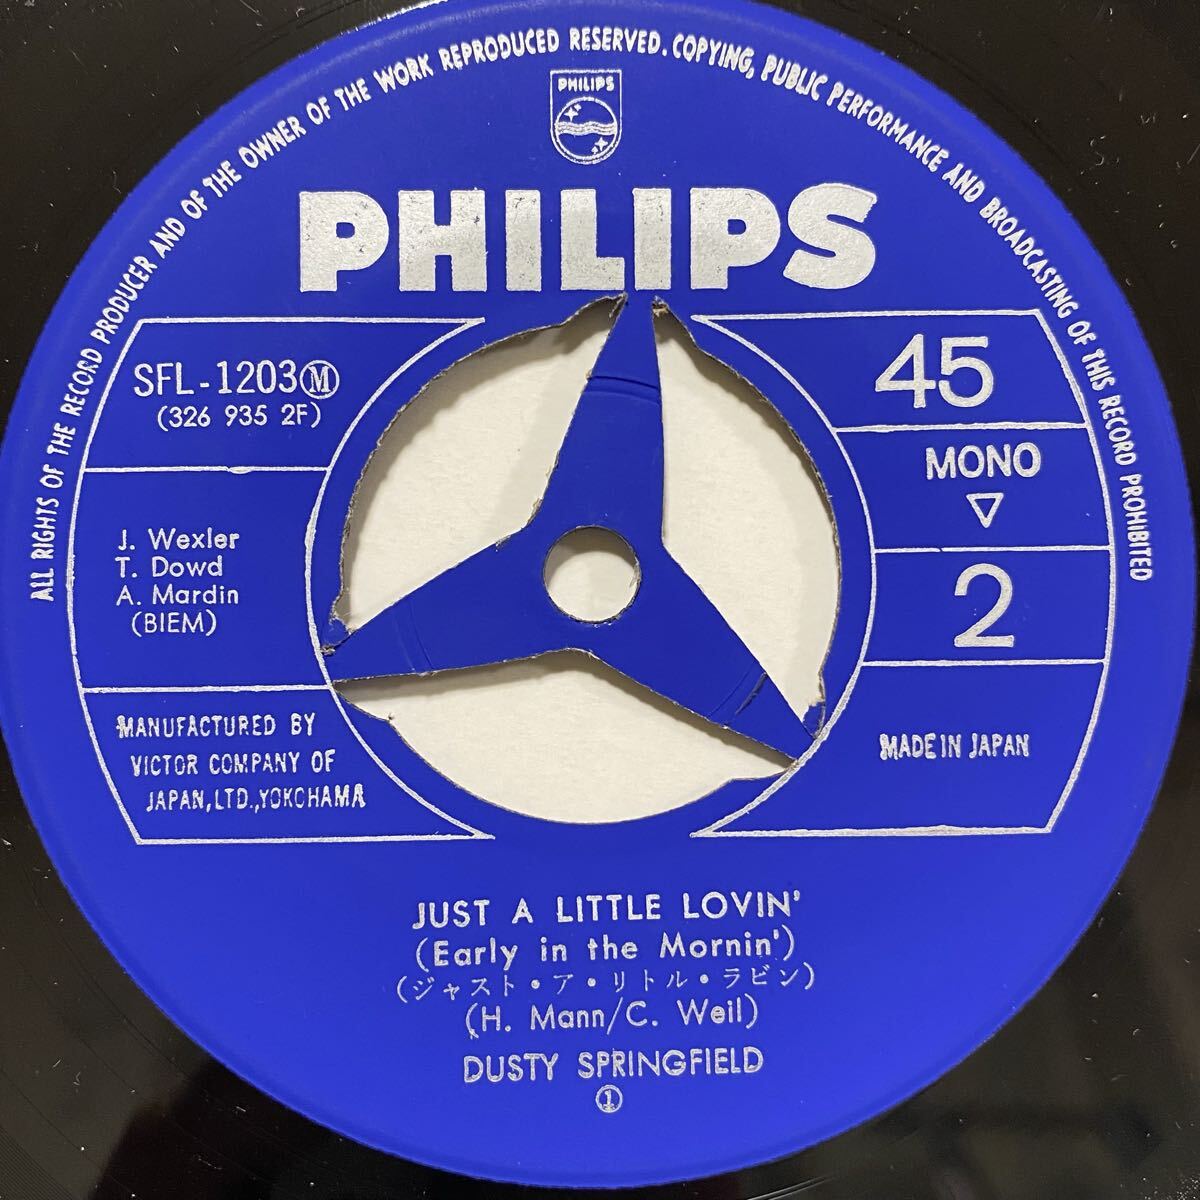 ALL RIGHTS OF THE RECORD PRODUCER AND OF THE OWNER OF THE WORK REPRODUCED RESERVED. COPYING, PUBLIC PERFORMANCE AND BROADCASTING OF THIS RECORD PROHIBITED
PHILIPS
PHILIPS
SFL-1203Ⓜ
(326 935 2F)
J. Wexler
T. Dowd
A. Mardin
(BIEM)
MANUFACTURED BY
VICTOR COMPANY OF
JAPAN, LTD., YOKOHAMA
45
MONO
▽
2
MADE IN JAPAN
JUST A LITTLE LOVIN'
(Early in the Mornin')
(ジャスト・ア・リトル・ラビン)
(H. Mann/C. Weil)
DUSTY SPRINGFIELD
①